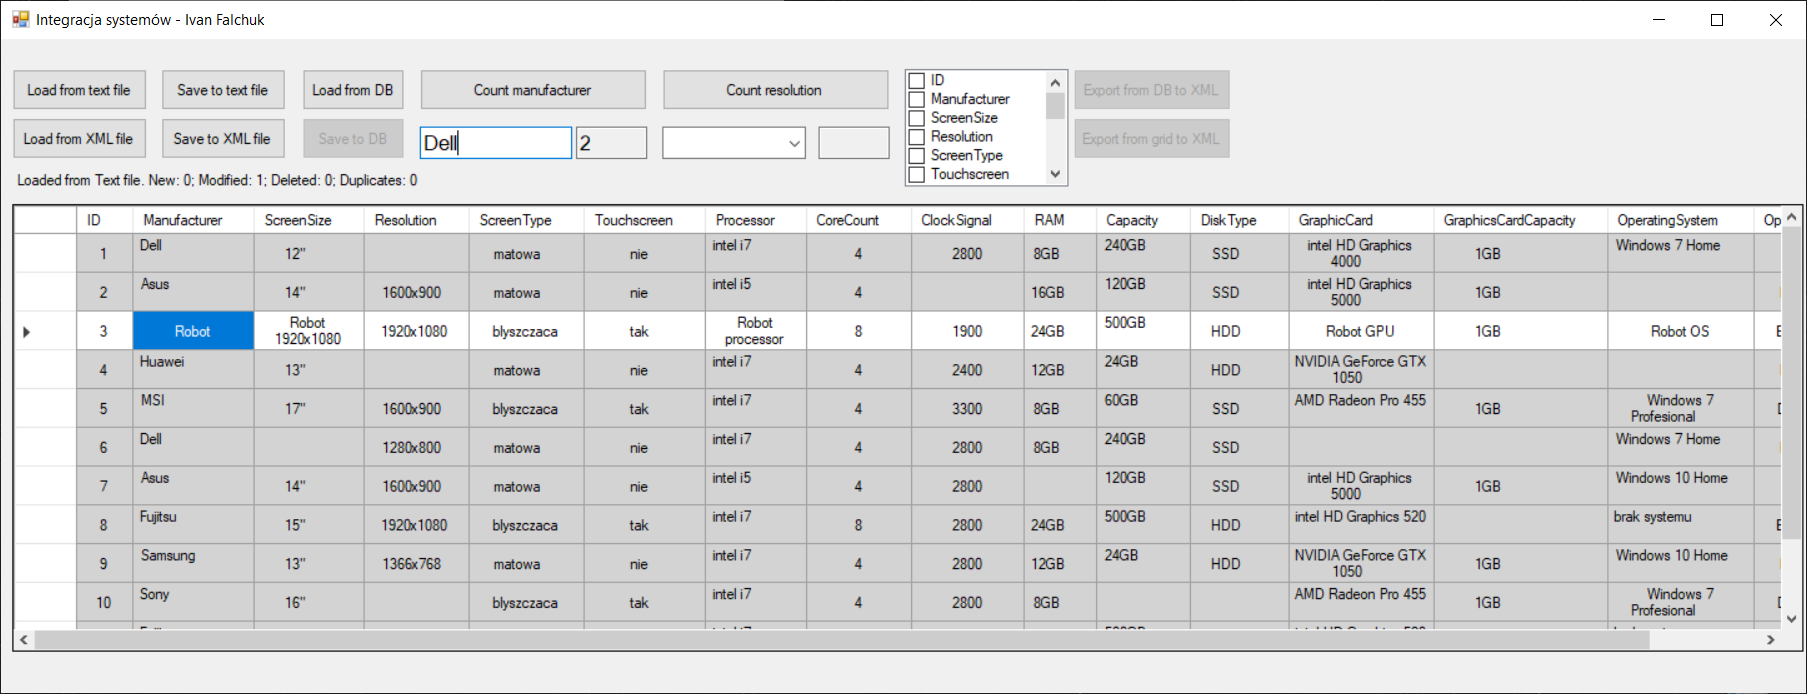 Integracja systemów - Ivan Falchuk
Load from text file Save to text file Load from DB Count manufacturer Count resolution Export from DB to XML
Load from XML file Save to XML file Save to DB Dell 2 Export from grid to XML
ID
Manufacturer
ScreenSize
Resolution
ScreenType
Touchscreen
Loaded from Text file. New: 0; Modified: 1; Deleted: 0; Duplicates: 0
ID Manufacturer ScreenSize Resolution ScreenType Touchscreen Processor CoreCount ClockSignal RAM Capacity DiskType GraphicCard GraphicsCardCapacity OperatingSystem Op
1 Dell 12" matowa nie intel i7 4 2800 8GB 240GB SSD intel HD Graphics 4000 1GB Windows 7 Home
2 Asus 14" 1600x900 matowa nie intel i5 4 16GB 120GB SSD intel HD Graphics 5000 1GB
3 Robot Robot 1920x1080 1920x1080 blyszczaca tak Robot processor 8 1900 24GB 500GB HDD Robot GPU 1GB Robot OS
4 Huawei 13" matowa nie intel i7 4 2400 12GB 24GB HDD NVIDIA GeForce GTX 1050
5 MSI 17" 1600x900 blyszczaca tak intel i7 4 3300 8GB 60GB SSD AMD Radeon Pro 455 1GB Windows 7 Profesional
6 Dell 1280x800 matowa nie intel i7 4 2800 8GB 240GB SSD Windows 7 Home
7 Asus 14" 1600x900 matowa nie intel i5 4 2800 120GB SSD intel HD Graphics 5000 1GB Windows 10 Home
8 Fujitsu 15" 1920x1080 blyszczaca tak intel i7 8 2800 24GB 500GB HDD intel HD Graphics 520 brak systemu
9 Samsung 13" 1366x768 matowa nie intel i7 4 2800 12GB 24GB HDD NVIDIA GeForce GTX 1050 1GB Windows 10 Home
10 Sony 16" blyszczaca tak intel i7 4 2800 8GB AMD Radeon Pro 455 1GB Windows 7 Profesional